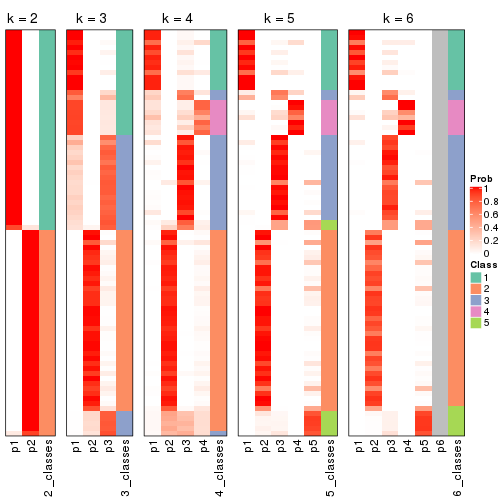 k = 2
k = 3
k = 4
k = 5
k = 6
p1
p2
2_classes
p1
p2
p3
3_classes
p1
p2
p3
p4
4_classes
p1
p2
p3
p4
p5
5_classes
p1
p2
p3
p4
p5
p6
6_classes
Prob
1
0.8
0.6
0.4
0.2
0
Class
1
2
3
4
5